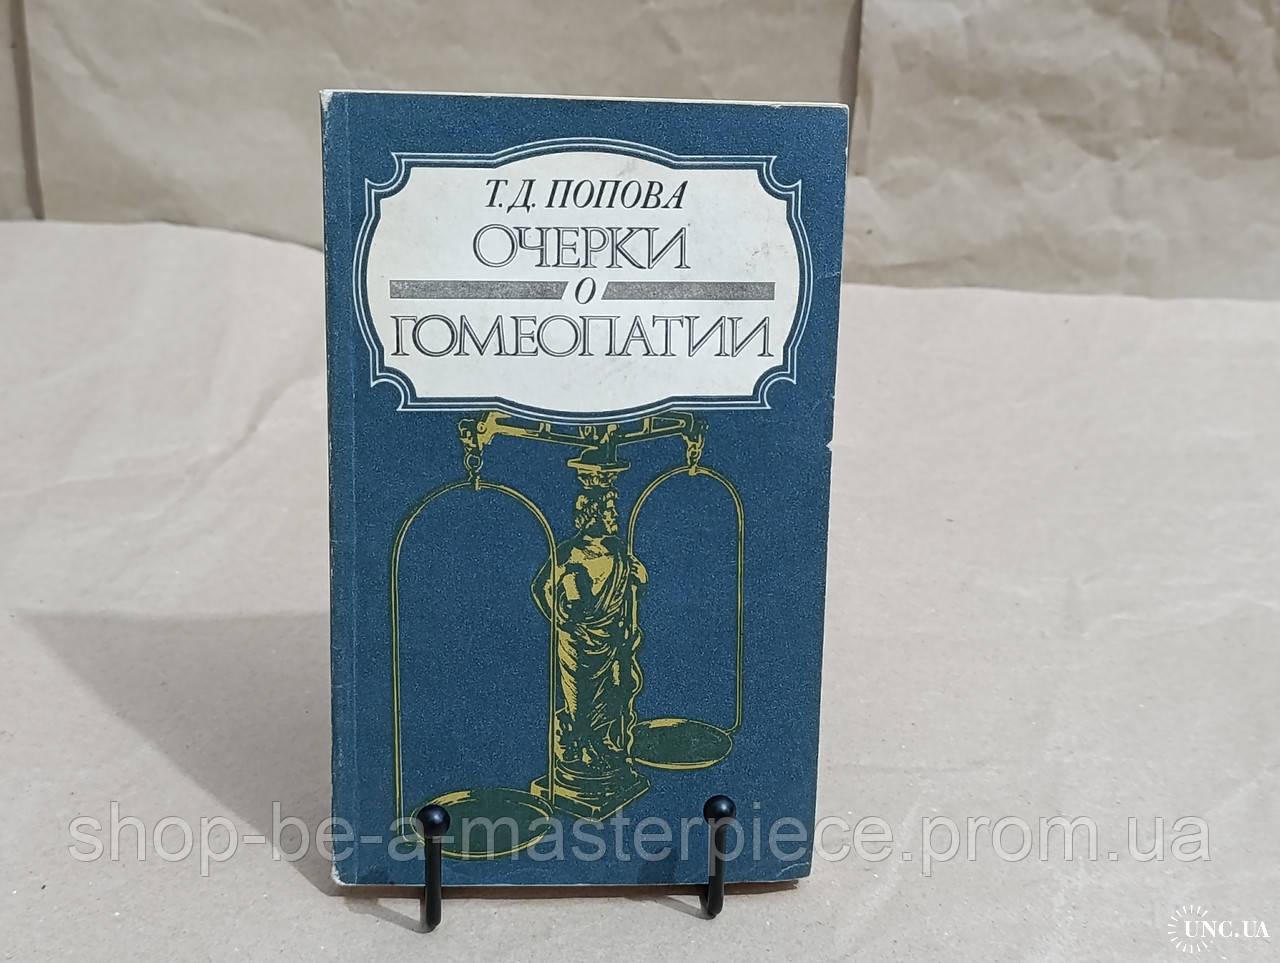 Т.Д. ПОПОВА
ОЧЕРКИ
О
ГОМЕОПАТИИ
shop-be-a-masterpiece.prom.ua
UNC.UA